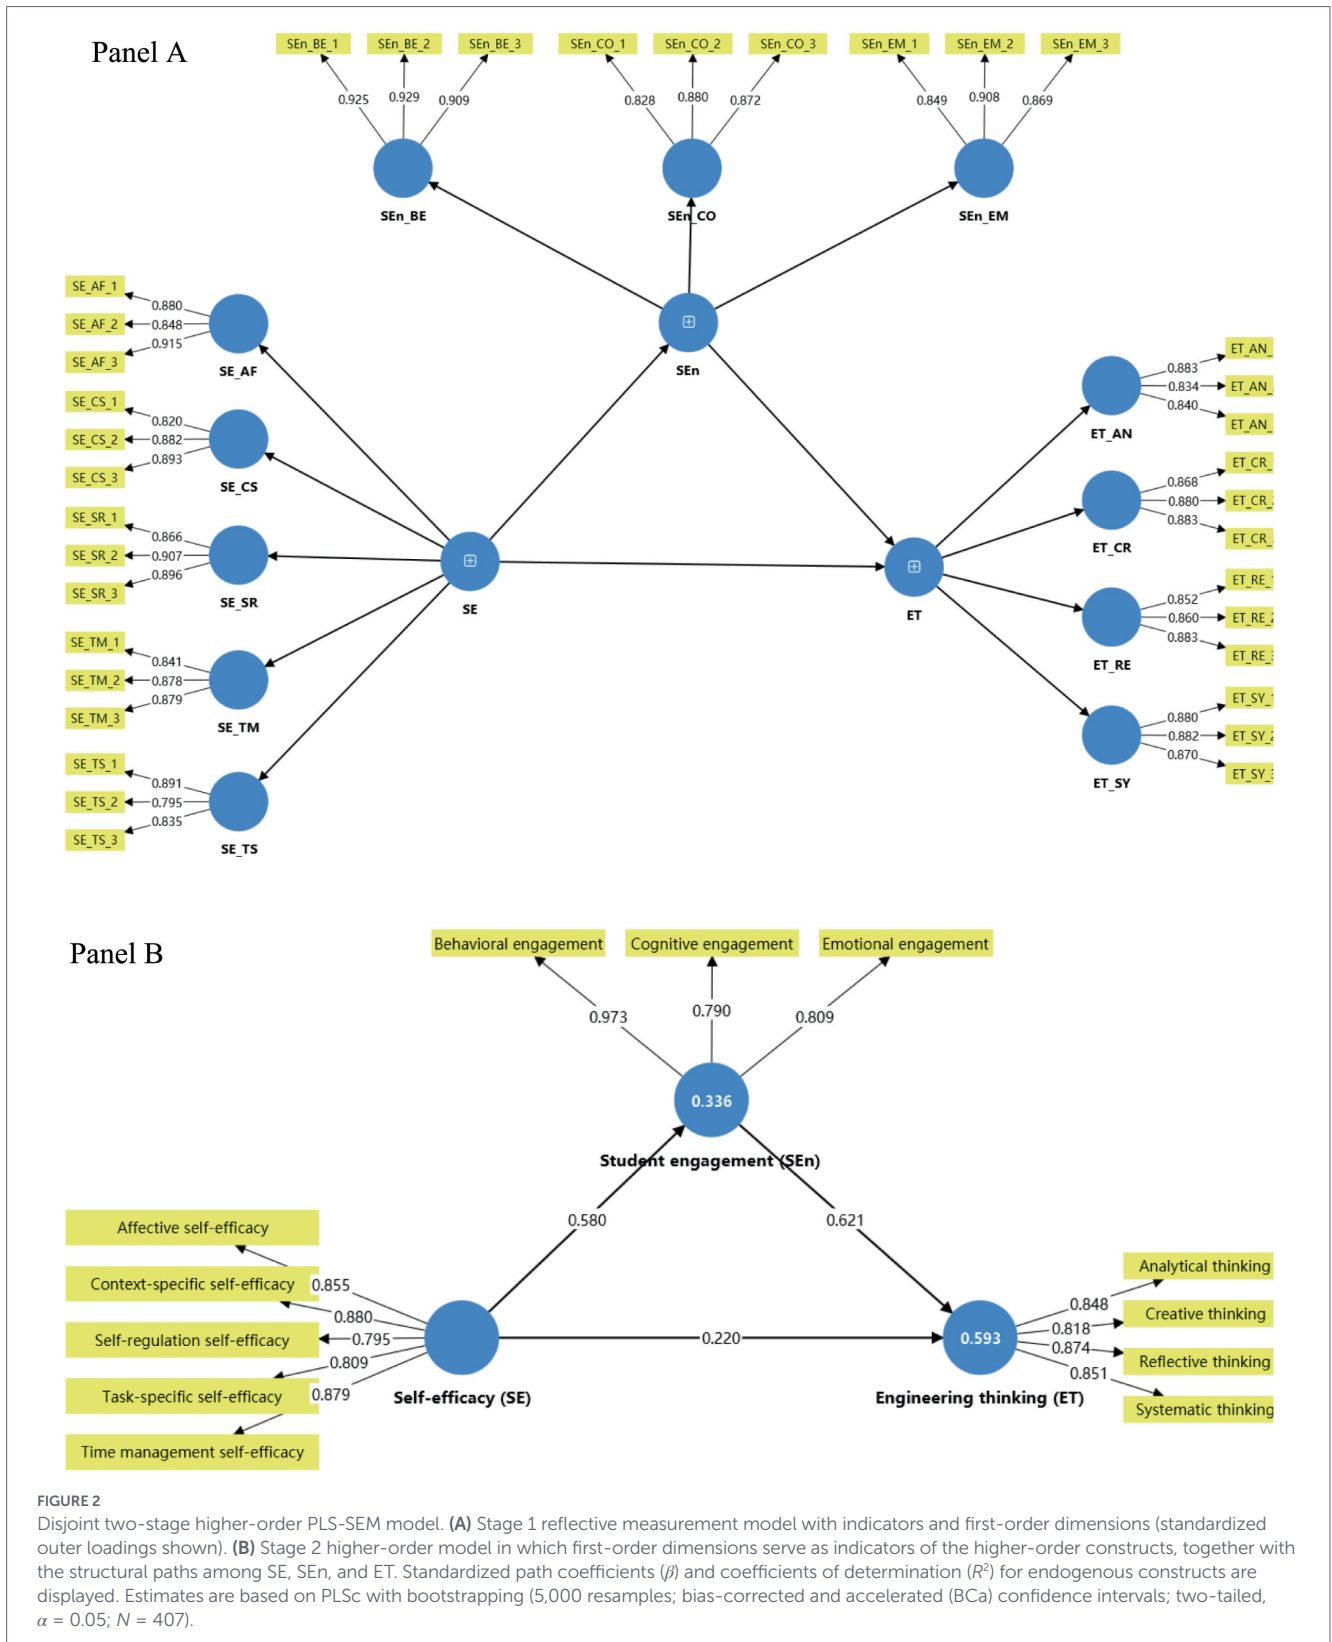 Panel A
SEn_BE_1 SEn_BE_2 SEn_BE_3 SEn_CO_1 SEn_CO_2 SEn_CO_3 SEn_EM_1 SEn_EM_2 SEn_EM_3
0.925 0.929 0.909 0.828 0.880 0.872 0.849 0.908 0.869
SEn_BE SEn_CO SEn_EM
SEn
SE_AF_1
0.880
SE_AF_2
0.848
SE_AF_3
0.915
SE_AF
SE_CS_1
0.820
SE_CS_2
0.882
SE_CS_3
0.893
SE_CS
SE_SR_1
0.866
SE_SR_2
0.907
SE_SR_3
0.896
SE_SR
SE_TM_1
0.841
SE_TM_2
0.878
SE_TM_3
0.879
SE_TM
SE_TS_1
0.891
SE_TS_2
0.795
SE_TS_3
0.835
SE_TS
SE
ET
ET_AN_
0.883
ET_AN_
0.834
ET_AN_
0.840
ET_AN
ET_CR_
0.868
ET_CR_
0.880
ET_CR_
0.883
ET_CR
ET_RE_1
0.852
ET_RE_2
0.860
ET_RE_3
0.883
ET_RE
ET_SY_1
0.880
ET_SY_2
0.882
ET_SY_3
0.870
ET_SY
Panel B
Behavioral engagement Cognitive engagement Emotional engagement
0.973 0.790 0.809
0.336
Student engagement (SEn)
0.580 0.621
Affective self-efficacy
Context-specific self-efficacy
Self-regulation self-efficacy
Task-specific self-efficacy
Time management self-efficacy
0.855
0.880
0.795
0.809
0.879
Self-efficacy (SE)
0.220
0.593
Engineering thinking (ET)
0.848
0.818
0.874
0.851
Analytical thinking
Creative thinking
Reflective thinking
Systematic thinking
FIGURE 2
Disjoint two-stage higher-order PLS-SEM model. (A) Stage 1 reflective measurement model with indicators and first-order dimensions (standardized
outer loadings shown). (B) Stage 2 higher-order model in which first-order dimensions serve as indicators of the higher-order constructs, together with
the structural paths among SE, SEn, and ET. Standardized path coefficients (β) and coefficients of determination (R²) for endogenous constructs are
displayed. Estimates are based on PLSc with bootstrapping (5,000 resamples; bias-corrected and accelerated (BCa) confidence intervals; two-tailed,
α = 0.05; N = 407).